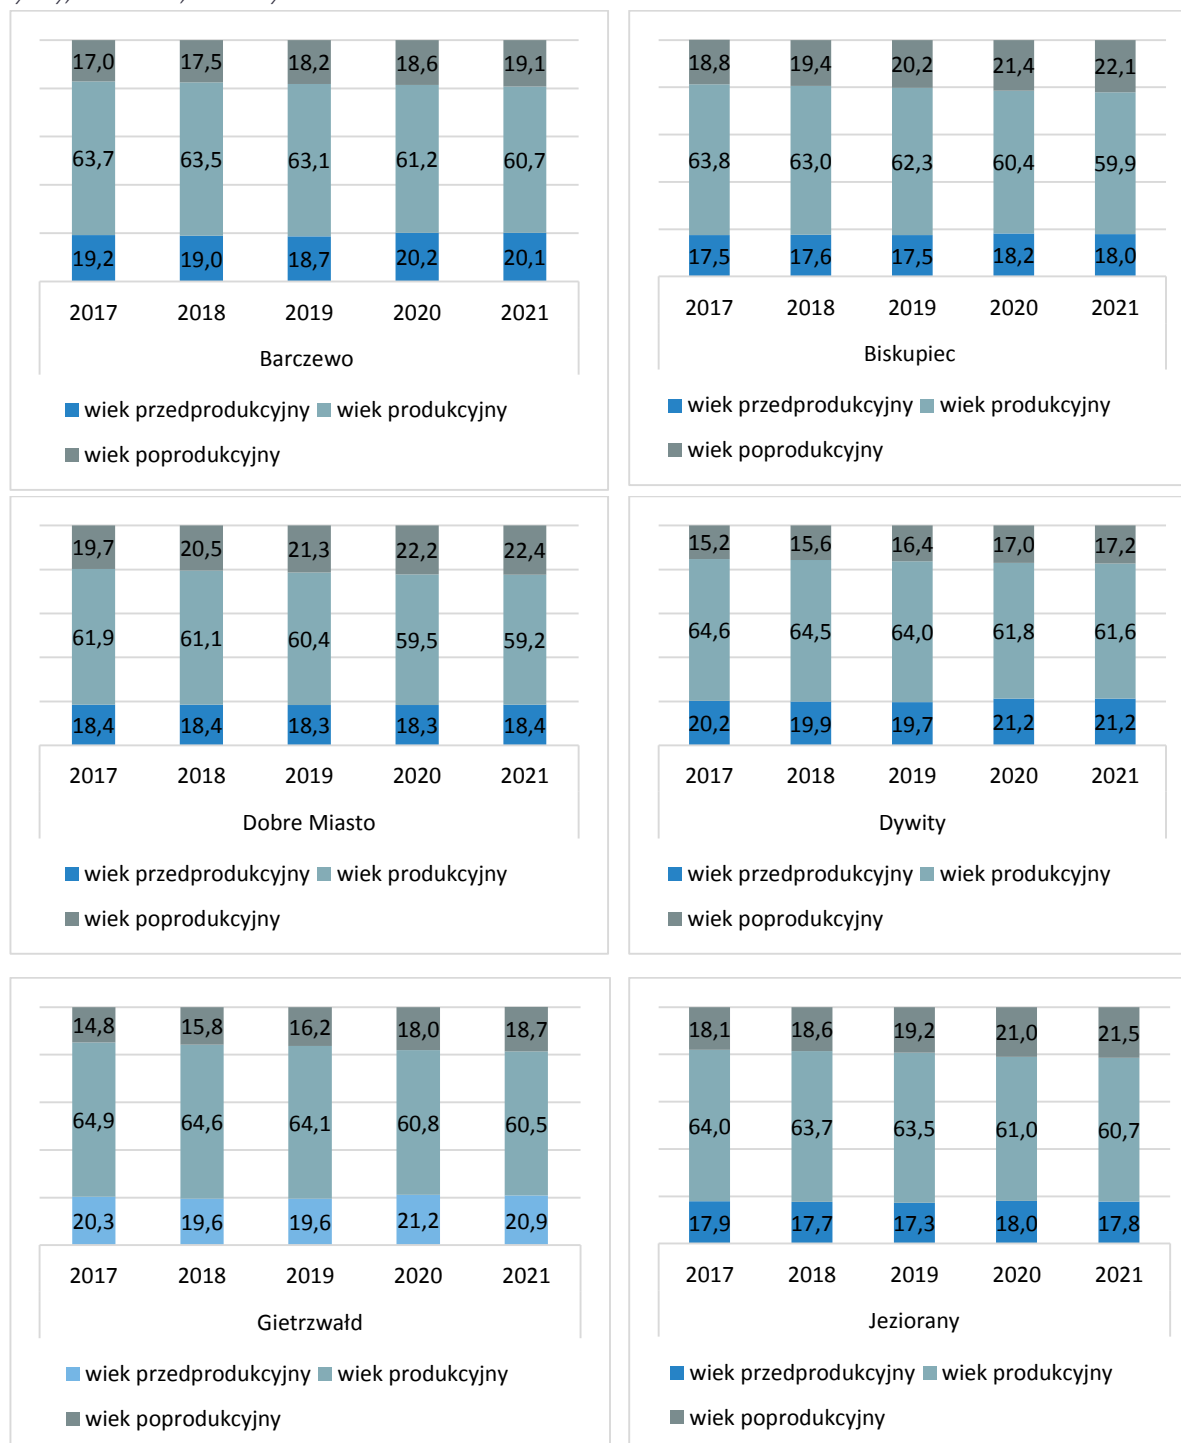 17,0 17,5 18,2 18,6 19,1
63,7 63,5 63,1 61,2 60,7
19,2 19,0 18,7 20,2 20,1
2017 2018 2019 2020 2021
Barczewo
wiek przedprodukcyjny wiek produkcyjny
wiek poprodukcyjny
18,8 19,4 20,2 21,4 22,1
63,8 63,0 62,3 60,4 59,9
17,5 17,6 17,5 18,2 18,0
2017 2018 2019 2020 2021
Biskupiec
wiek przedprodukcyjny wiek produkcyjny
wiek poprodukcyjny
19,7 20,5 21,3 22,2 22,4
61,9 61,1 60,4 59,5 59,2
18,4 18,4 18,3 18,3 18,4
2017 2018 2019 2020 2021
Dobre Miasto
wiek przedprodukcyjny wiek produkcyjny
wiek poprodukcyjny
15,2 15,6 16,4 17,0 17,2
64,6 64,5 64,0 61,8 61,6
20,2 19,9 19,7 21,2 21,2
2017 2018 2019 2020 2021
Dywity
wiek przedprodukcyjny wiek produkcyjny
wiek poprodukcyjny
14,8 15,8 16,2 18,0 18,7
64,9 64,6 64,1 60,8 60,5
20,3 19,6 19,6 21,2 20,9
2017 2018 2019 2020 2021
Gietrzwałd
wiek przedprodukcyjny wiek produkcyjny
wiek poprodukcyjny
18,1 18,6 19,2 21,0 21,5
64,0 63,7 63,5 61,0 60,7
17,9 17,7 17,3 18,0 17,8
2017 2018 2019 2020 2021
Jeziorany
wiek przedprodukcyjny wiek produkcyjny
wiek poprodukcyjny